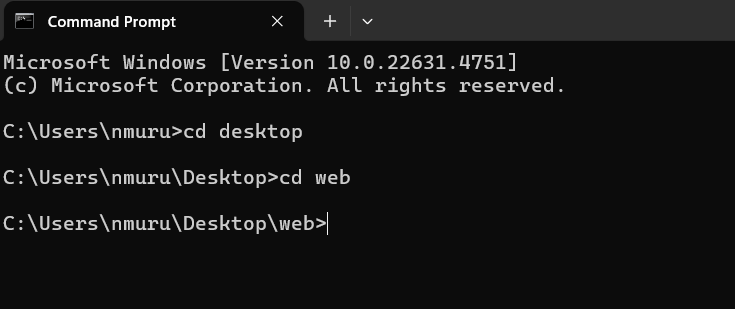 Command Prompt
Microsoft Windows [Version 10.0.22631.4751]
(c) Microsoft Corporation. All rights reserved.
C:\Users\nmuru>cd desktop
C:\Users\nmuru\Desktop>cd web
C:\Users\nmuru\Desktop\web>